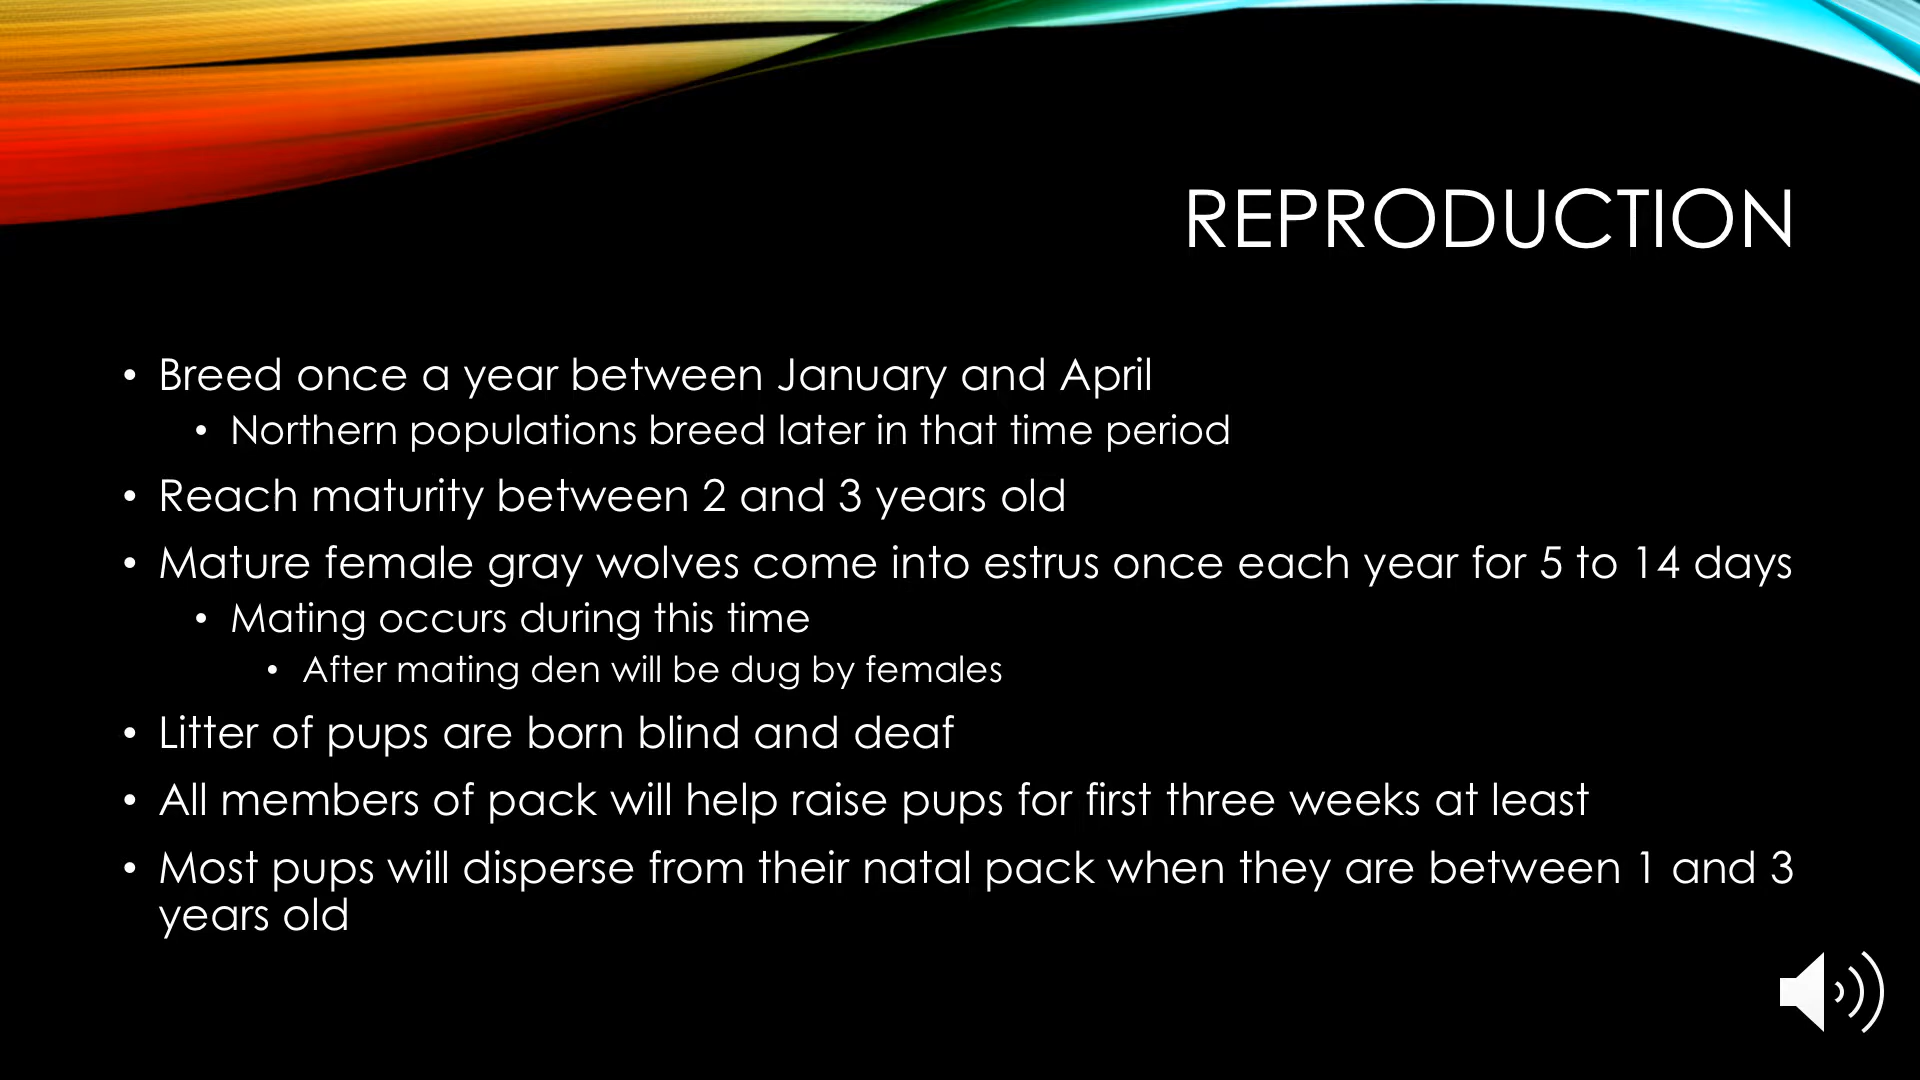 REPRODUCTION
• Breed once a year between January and April
• Northern populations breed later in that time period
• Reach maturity between 2 and 3 years old
• Mature female gray wolves come into estrus once each year for 5 to 14 days
• Mating occurs during this time
• After mating den will be dug by females
• Litter of pups are born blind and deaf
• All members of pack will help raise pups for first three weeks at least
• Most pups will disperse from their natal pack when they are between 1 and 3
years old